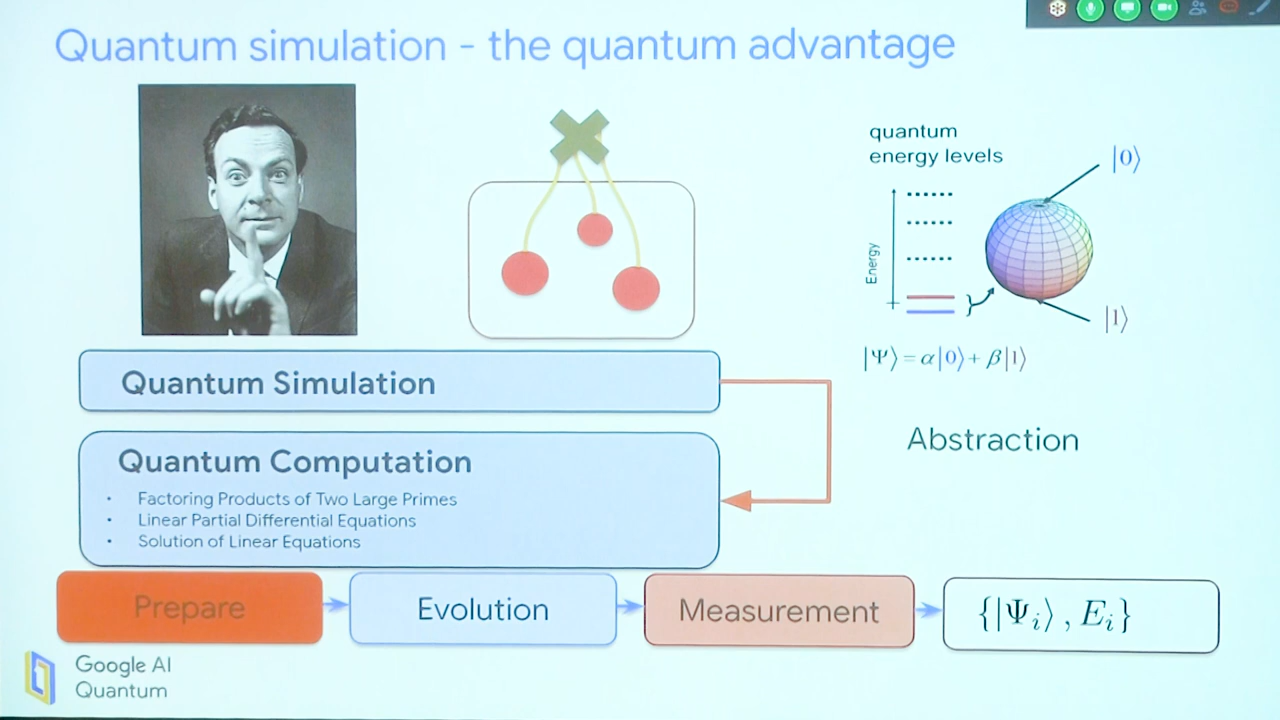 Quantum simulation - the quantum advantage
quantum
energy levels
|0⟩
Energy
|1⟩
|Ψ⟩ = α|0⟩ + β|1⟩
Quantum Simulation
Abstraction
Quantum Computation
• Factoring Products of Two Large Primes
• Linear Partial Differential Equations
• Solution of Linear Equations
Prepare
Evolution
Measurement
{|Ψᵢ⟩ , Eᵢ}
Google AI
Quantum